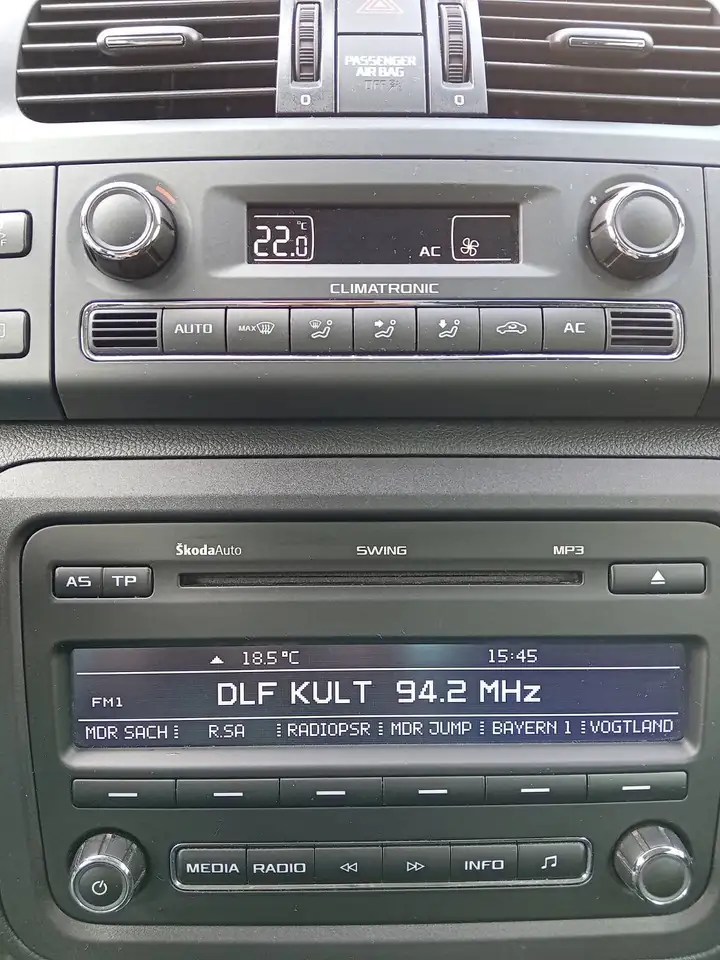 PASSENGER
AIR BAG
OFF
0 0
22.0 °C AC
CLIMATRONIC
AUTO MAX AC
ŠkodaAuto SWING MP3
AS TP
18.5 °C 15:45
FM1 DLF KULT 94.2 MHz
MDR SACH R.SA RADIOPSR MDR JUMP BAYERN 1 VOGTLAND
MEDIA RADIO INFO